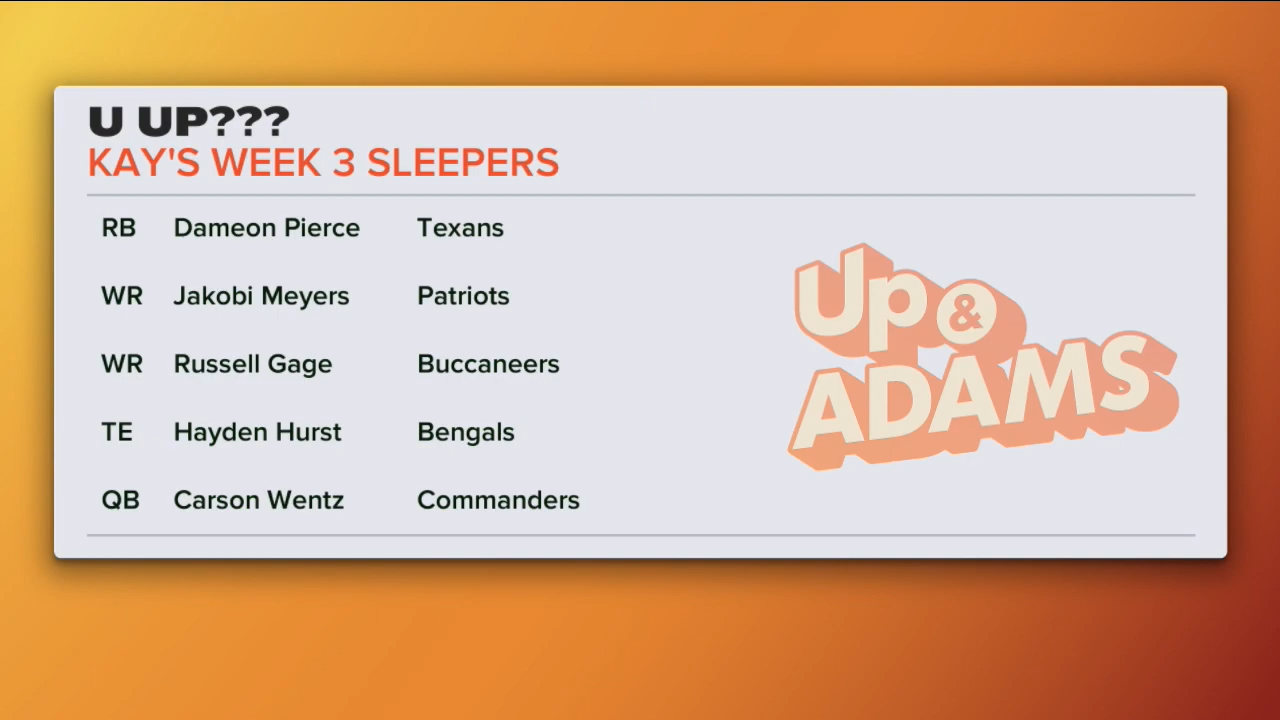 U UP???
KAY'S WEEK 3 SLEEPERS
RB Dameon Pierce Texans
WR Jakobi Meyers Patriots
WR Russell Gage Buccaneers
TE Hayden Hurst Bengals
QB Carson Wentz Commanders
Up &
ADAMS